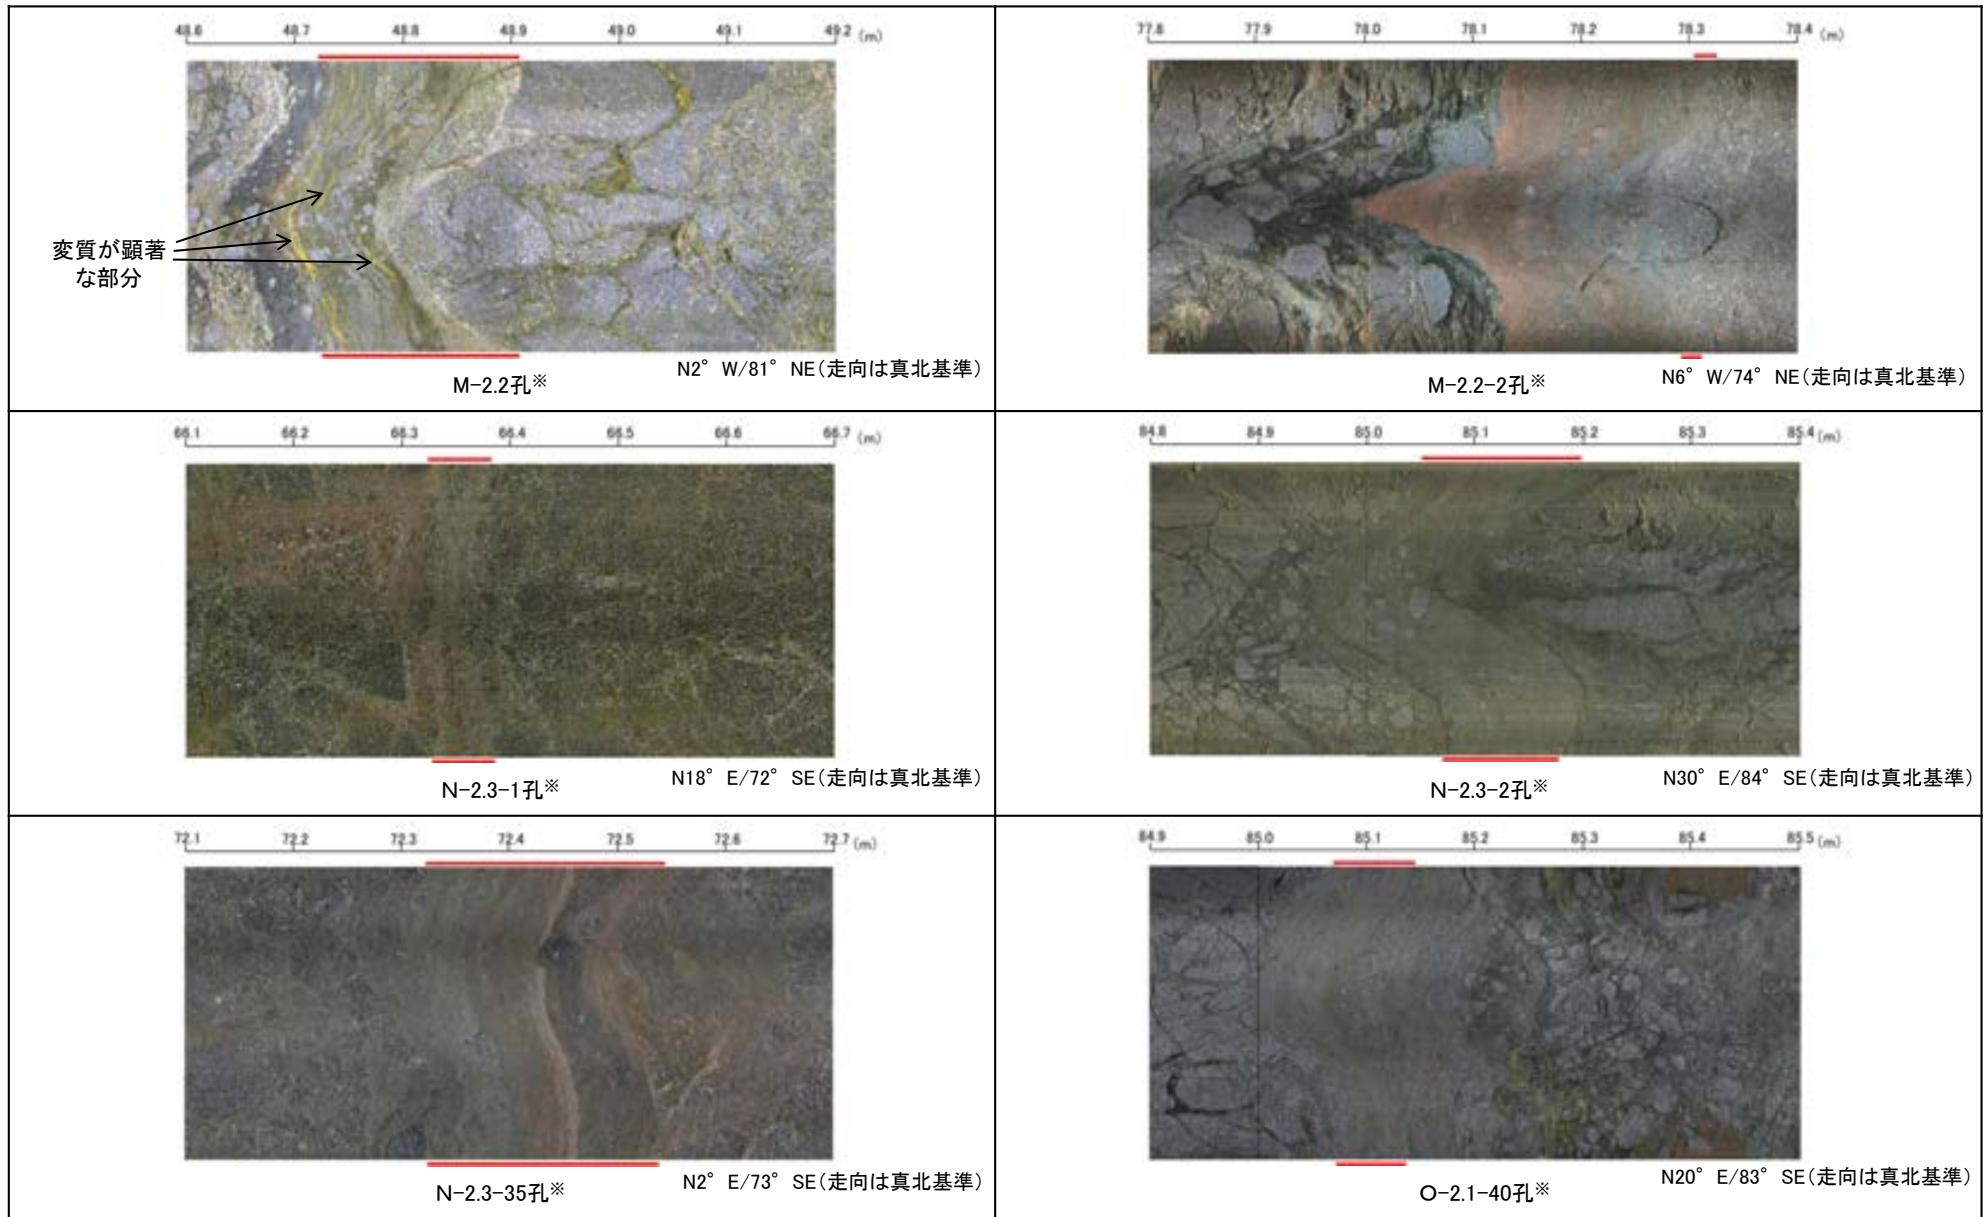 48.6 48.7 48.8 48.9 49.0 49.1 49.2 (m)
変質が顕著
な部分
N2° W/81° NE(走向は真北基準)
M-2.2孔※
77.8 77.9 78.0 78.1 78.2 78.3 78.4 (m)
N6° W/74° NE(走向は真北基準)
M-2.2-2孔※
66.1 66.2 66.3 66.4 66.5 66.6 66.7 (m)
N18° E/72° SE(走向は真北基準)
N-2.3-1孔※
84.8 84.9 85.0 85.1 85.2 85.3 85.4 (m)
N30° E/84° SE(走向は真北基準)
N-2.3-2孔※
72.1 72.2 72.3 72.4 72.5 72.6 72.7 (m)
N2° E/73° SE(走向は真北基準)
N-2.3-35孔※
84.9 85.0 85.1 85.2 85.3 85.4 85.5 (m)
N20° E/83° SE(走向は真北基準)
O-2.1-40孔※